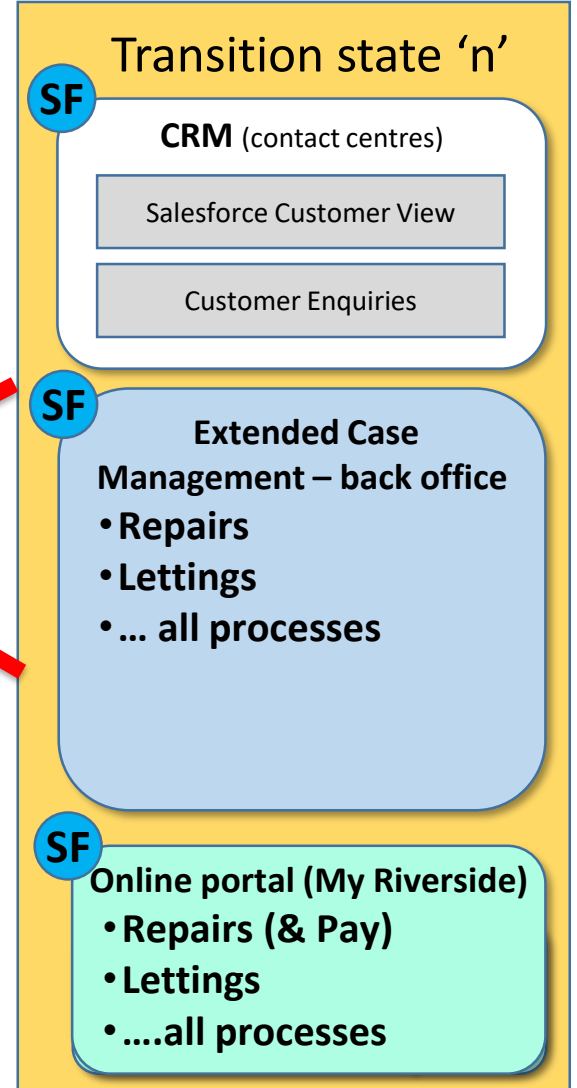 Transition state ‘n’
SF
CRM (contact centres)
Salesforce Customer View
Customer Enquiries
SF
Extended Case
Management – back office
•Repairs
•Lettings
•… all processes
SF
Online portal (My Riverside)
•Repairs (& Pay)
•Lettings
•….all processes